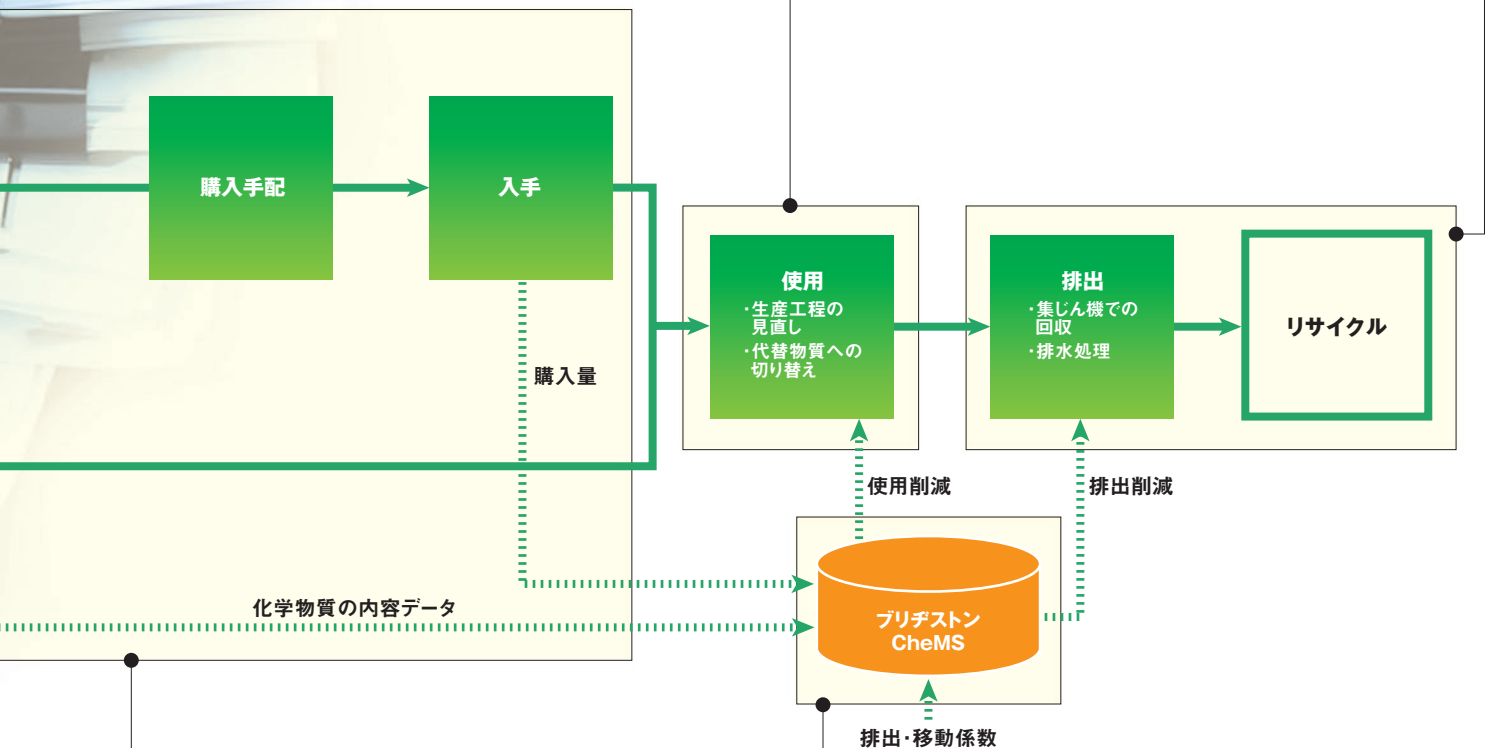 購入手配
入手
使用
・生産工程の
見直し
・代替物質への
切り替え
排出
・集じん機での
回収
・排水処理
リサイクル
購入量
使用削減
排出削減
化学物質の内容データ
ブリヂストン
CheMS
排出・移動係数